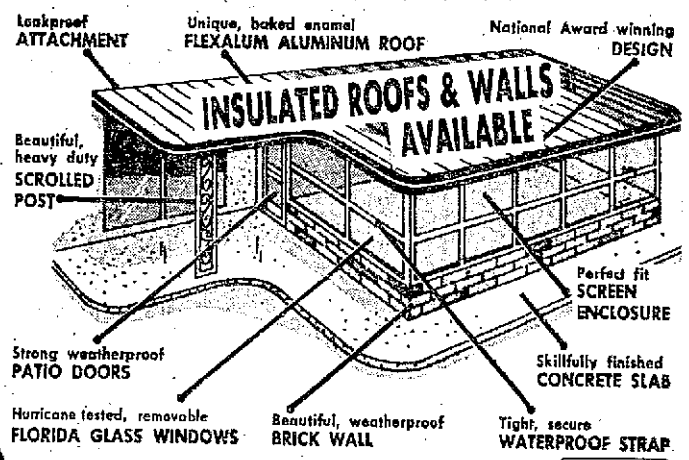 Leakproof
ATTACHMENT
Unique, baked enamel
FLEXALUM ALUMINUM ROOF
National Award winning
DESIGN
INSULATED ROOFS & WALLS
AVAILABLE
Beautiful,
heavy duty
SCROLLED
POST
Perfect fit
SCREEN
ENCLOSURE
Strong weatherproof
PATIO DOORS
Skillfully finished
CONCRETE SLAB
Hurricane tested, removable
FLORIDA GLASS WINDOWS
Beautiful, weatherproof
BRICK WALL
Tight, secure
WATERPROOF STRAP